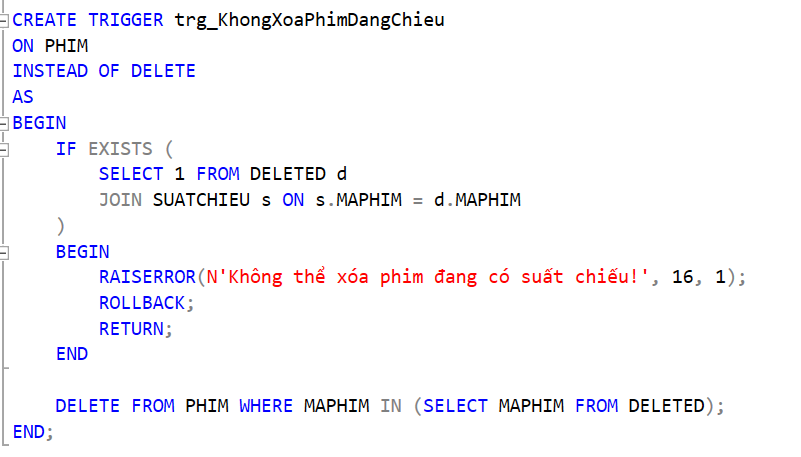 CREATE TRIGGER trg_KhongXoaPhimDangChieu
ON PHIM
INSTEAD OF DELETE
AS
BEGIN
    IF EXISTS (
        SELECT 1 FROM DELETED d
        JOIN SUATCHIEU s ON s.MAPHIM = d.MAPHIM
    )
    BEGIN
        RAISERROR(N'Không thể xóa phim đang có suất chiếu!', 16, 1);
        ROLLBACK;
        RETURN;
    END

    DELETE FROM PHIM WHERE MAPHIM IN (SELECT MAPHIM FROM DELETED);
END;